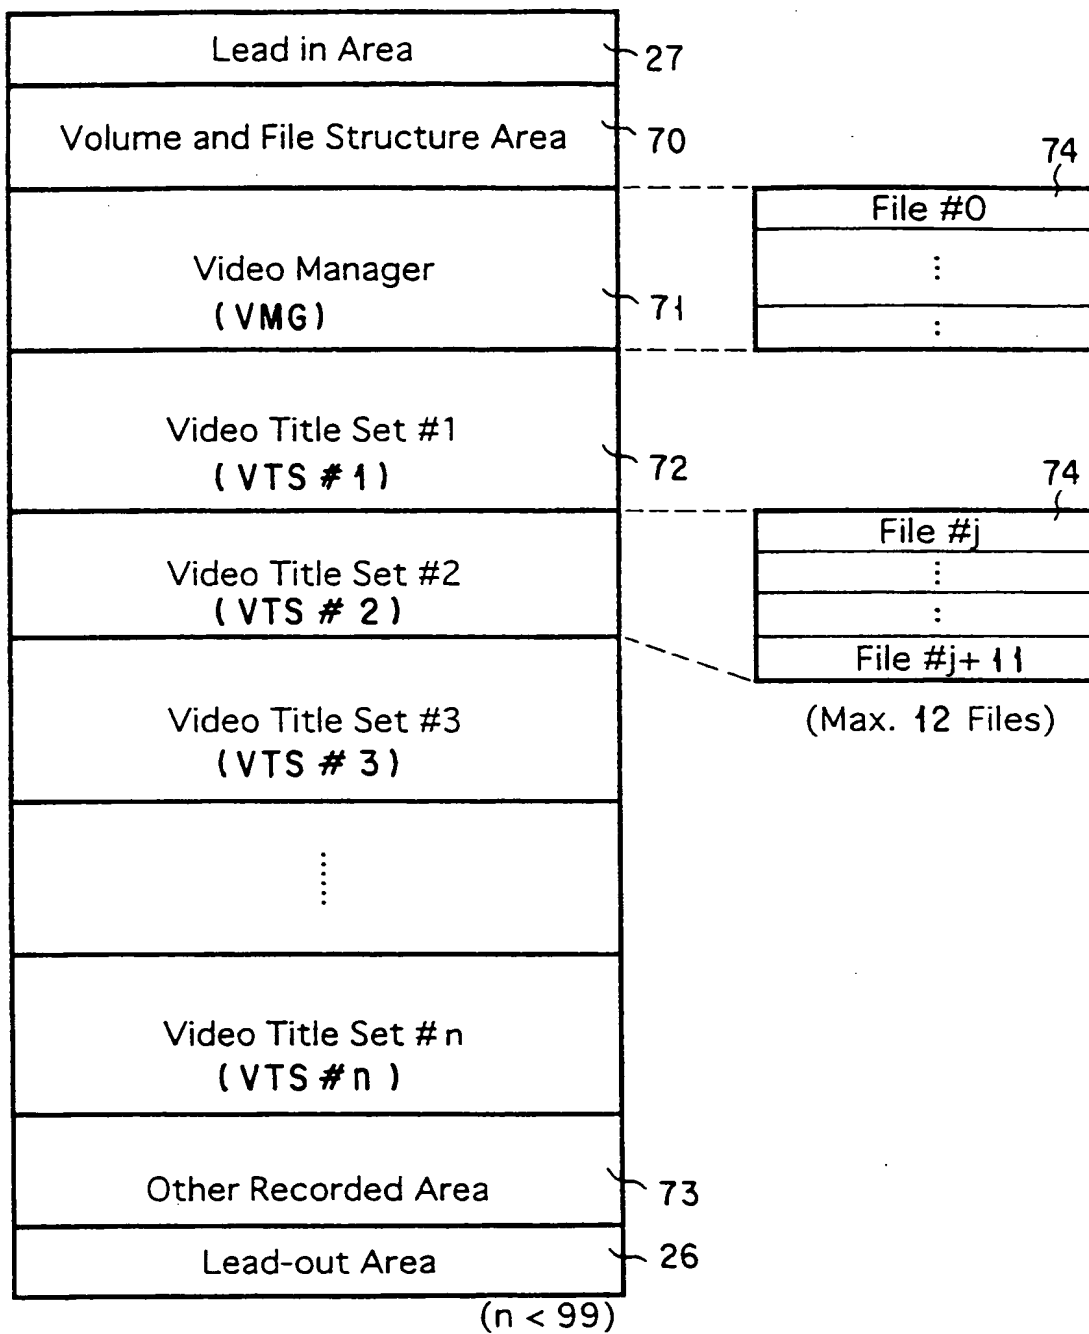 Lead in Area
27
Volume and File Structure Area
70
Video Manager
(VMG)
71
74
File #0
⋮
:
Video Title Set #1
(VTS #1)
72
Video Title Set #2
(VTS # 2)
74
File #j
⋮
:
File #j+ 11
(Max. 12 Files)
Video Title Set #3
(VTS # 3)
⋮
Video Title Set #n
(VTS #n )
Other Recorded Area
73
Lead-out Area
26
(n < 99)